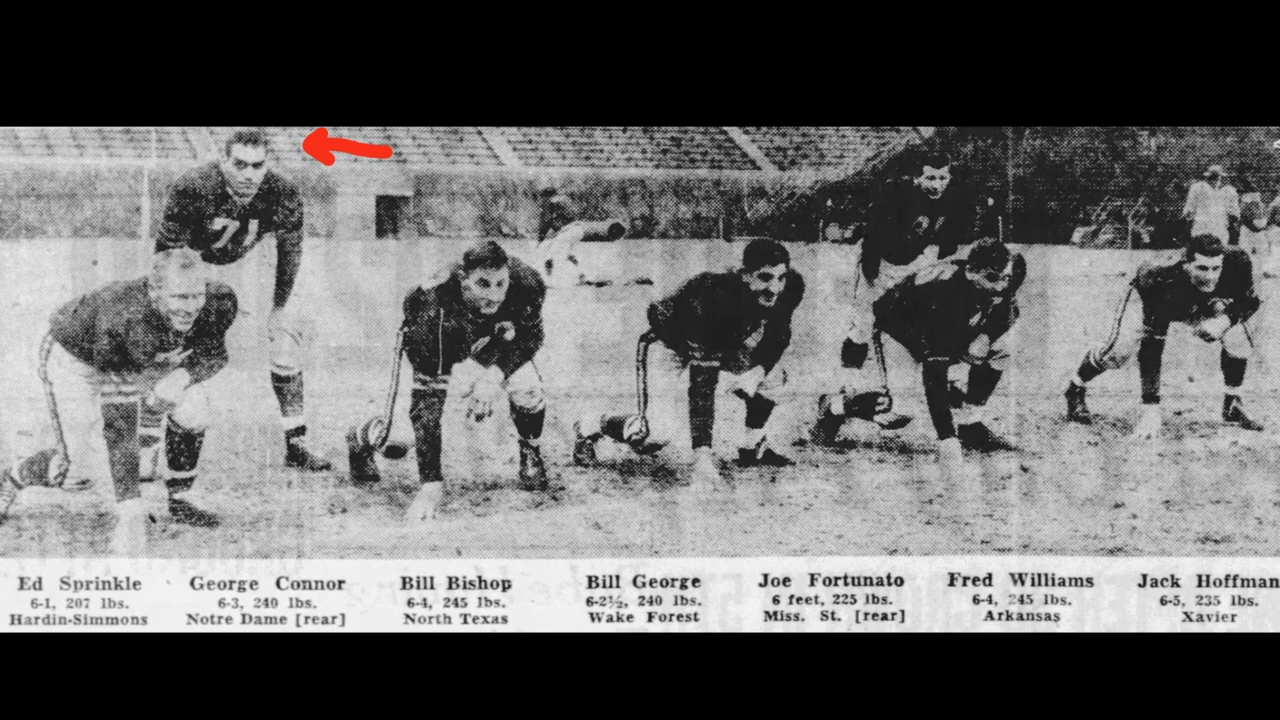 71
Ed Sprinkle
6-1, 207 lbs.
Hardin-Simmons
George Connor
6-3, 240 lbs.
Notre Dame [rear]
Bill Bishop
6-4, 245 lbs.
North Texas
Bill George
6-2½, 240 lbs.
Wake Forest
Joe Fortunato
6 feet, 225 lbs.
Miss. St. [rear]
Fred Williams
6-4, 245 lbs.
Arkansas
Jack Hoffman
6-5, 235 lbs.
Xavier